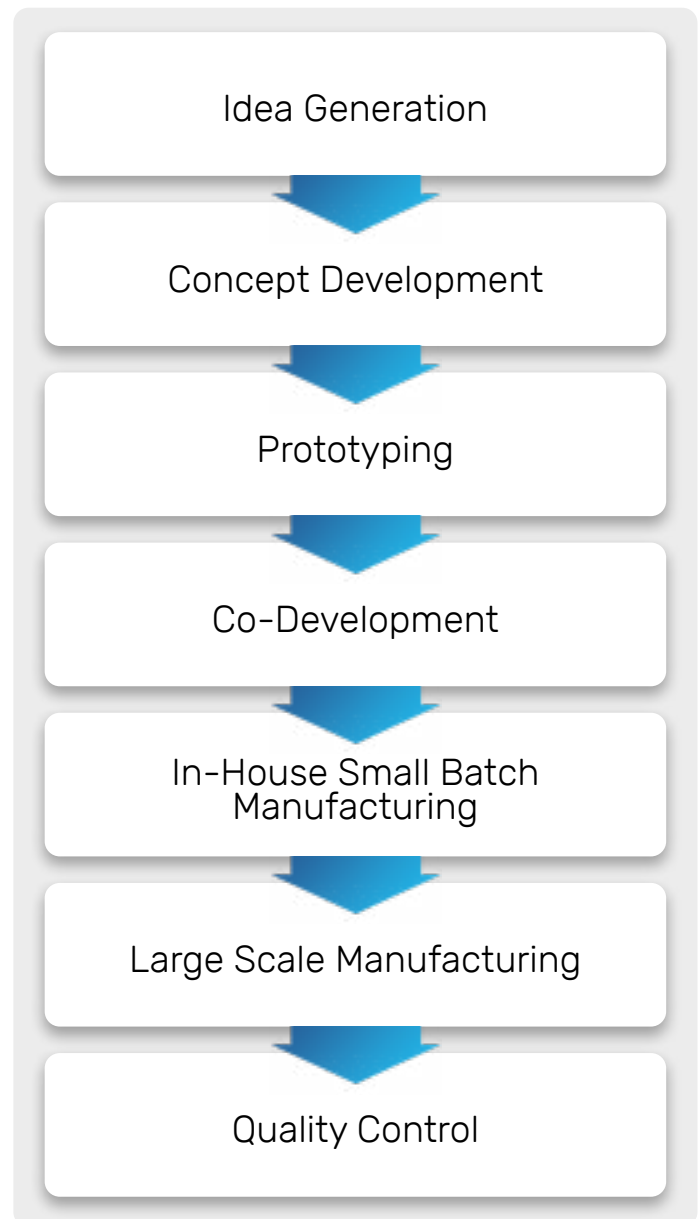 Idea Generation
Concept Development
Prototyping
Co-Development
In-House Small Batch
Manufacturing
Large Scale Manufacturing
Quality Control